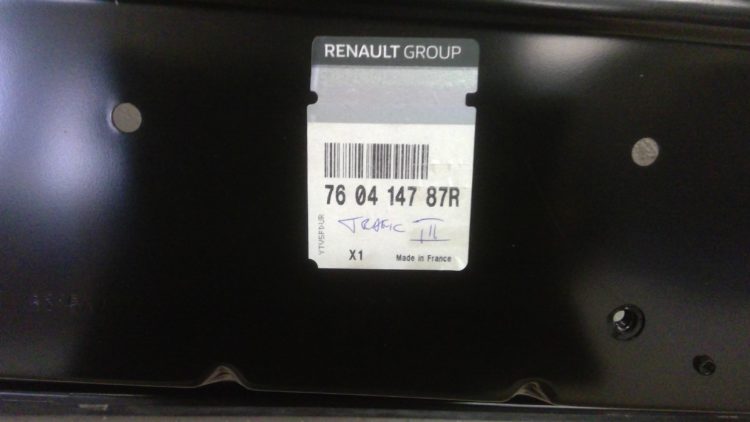 RENAULT GROUP
76 04 147 87R
TRAFIC III
X1
Made in France